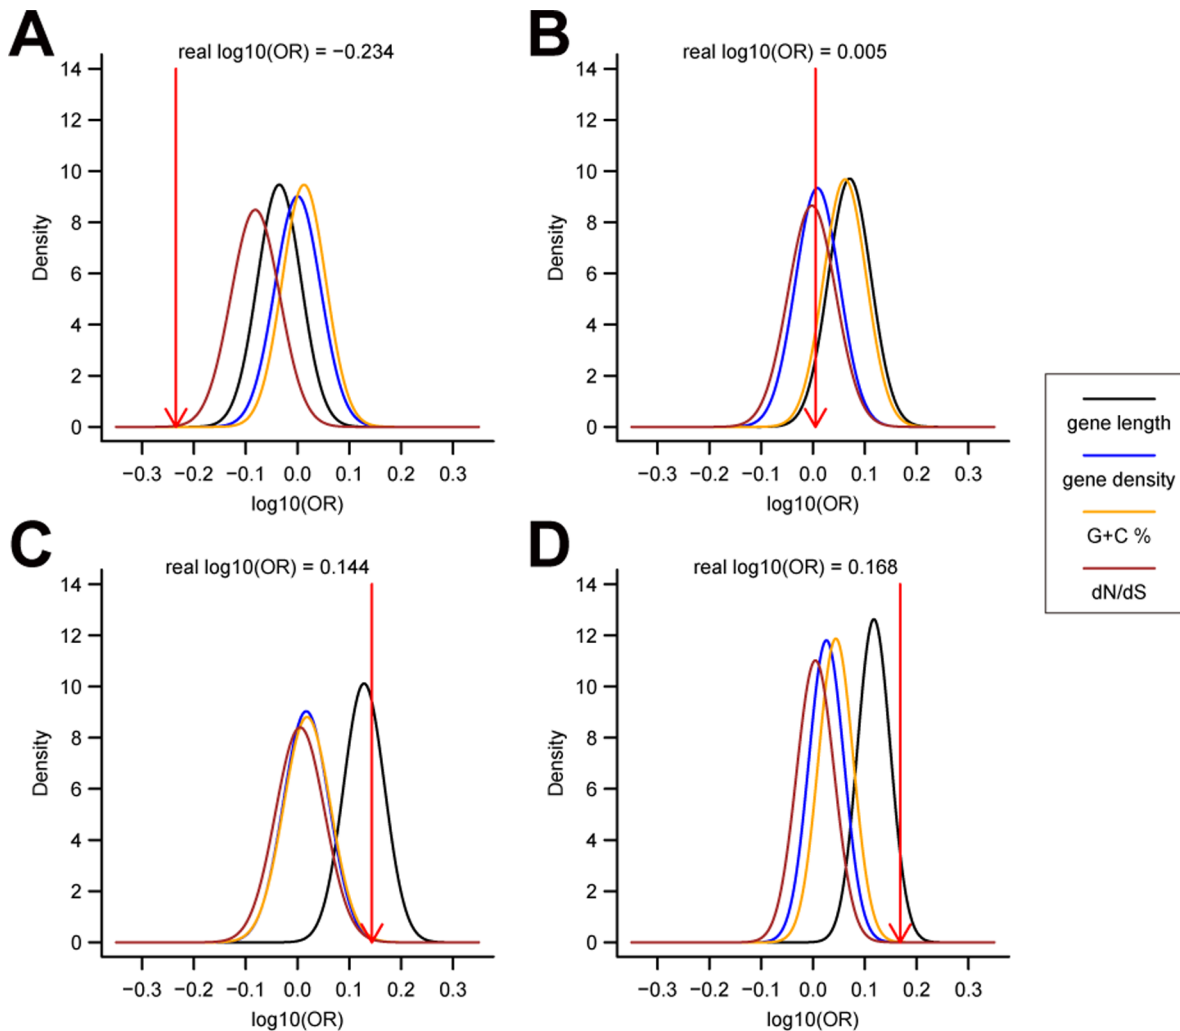 A
real log10(OR) = −0.234
14
12
10
8
6
4
2
0
Density
−0.3 −0.2 −0.1 0.0 0.1 0.2 0.3
log10(OR)
B
real log10(OR) = 0.005
14
12
10
8
6
4
2
0
Density
−0.3 −0.2 −0.1 0.0 0.1 0.2 0.3
log10(OR)
C
real log10(OR) = 0.144
14
12
10
8
6
4
2
0
Density
−0.3 −0.2 −0.1 0.0 0.1 0.2 0.3
log10(OR)
D
real log10(OR) = 0.168
14
12
10
8
6
4
2
0
Density
−0.3 −0.2 −0.1 0.0 0.1 0.2 0.3
log10(OR)
gene length
gene density
G+C %
dN/dS